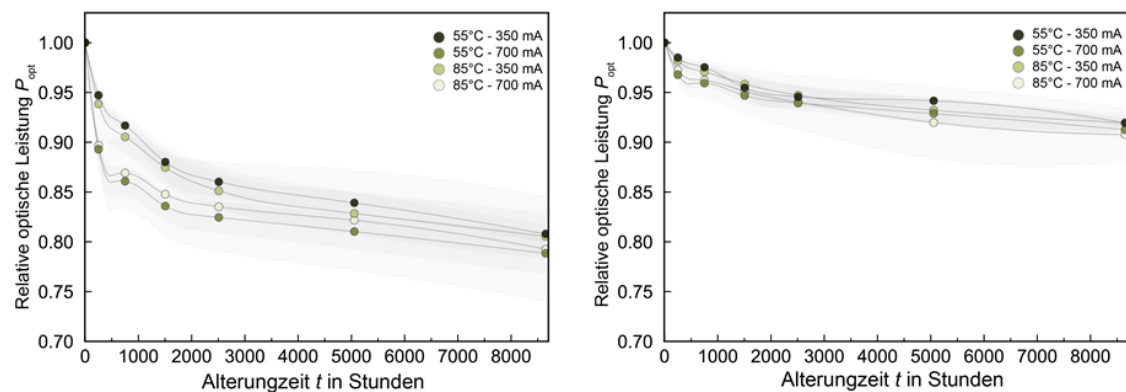 Relative optische Leistung Popt
1.00
0.95
0.90
0.85
0.80
0.75
0.70
55°C - 350 mA
55°C - 700 mA
85°C - 350 mA
85°C - 700 mA
0 1000 2000 3000 4000 5000 6000 7000 8000
Alterungzeit t in Stunden
Relative optische Leistung Popt
1.00
0.95
0.90
0.85
0.80
0.75
0.70
55°C - 350 mA
55°C - 700 mA
85°C - 350 mA
85°C - 700 mA
0 1000 2000 3000 4000 5000 6000 7000 8000
Alterungzeit t in Stunden